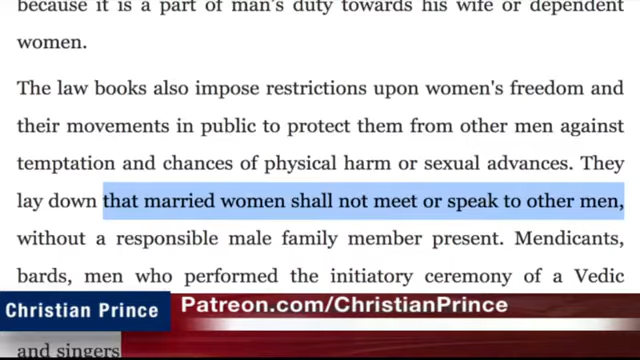 because it is a part of man's duty towards his wife or dependent
women.
The law books also impose restrictions upon women's freedom and
their movements in public to protect them from other men against
temptation and chances of physical harm or sexual advances. They
lay down that married women shall not meet or speak to other men,
without a responsible male family member present. Mendicants,
bards, men who performed the initiatory ceremony of a Vedic
Christian Prince
Patreon.com/ChristianPrince
and singers